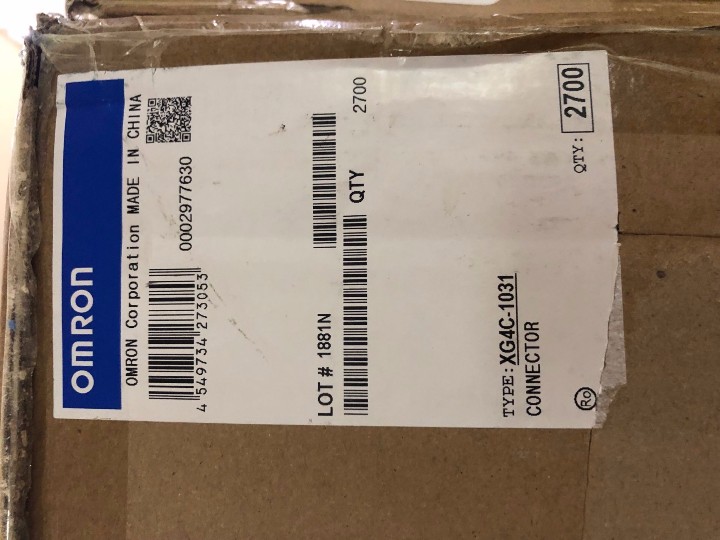 OMRON
OMRON Corporation MADE IN CHINA
4 549734 273053
0002977630
LOT # 1881N
QTY
2700
TYPE: XG4C-1031
CONNECTOR
QTY: 2700
Ro